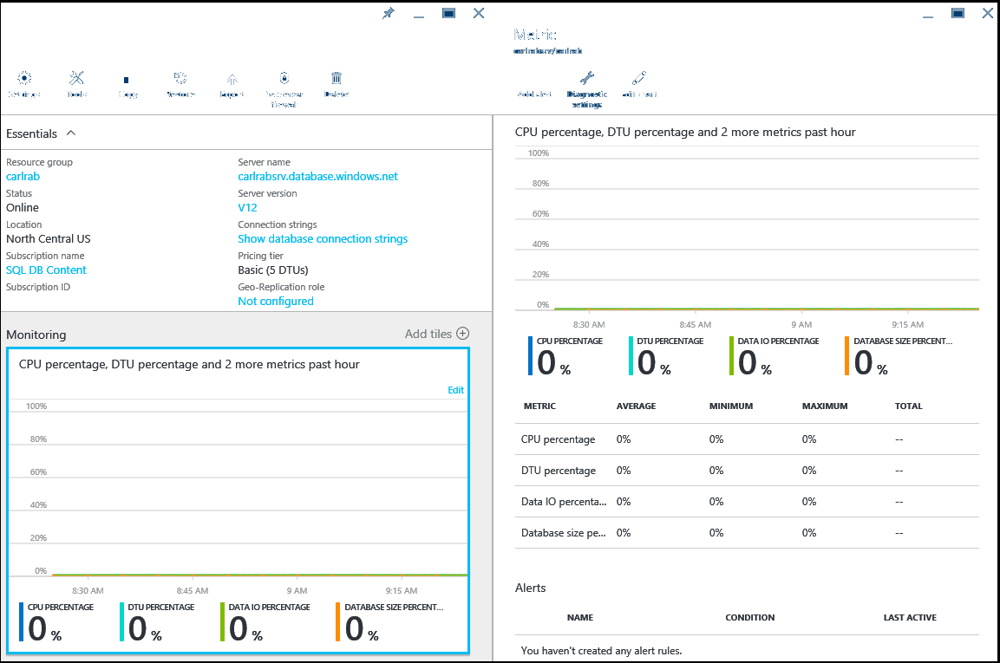 Metric
carlrabsrv/carlrab
Settings
Tools
Copy
Restore
Export
Set server
firewall
Delete
Add alert
Diagnostic
settings
Edit chart
Essentials
Resource group
carlrab
Status
Online
Location
North Central US
Subscription name
SQL DB Content
Subscription ID
Server name
carlrabsrv.database.windows.net
Server version
V12
Connection strings
Show database connection strings
Pricing tier
Basic (5 DTUs)
Geo-Replication role
Not configured
Monitoring
Add tiles
CPU percentage, DTU percentage and 2 more metrics past hour
Edit
100%
80%
60%
40%
20%
0%
8:30 AM 8:45 AM 9 AM 9:15 AM
CPU PERCENTAGE DTU PERCENTAGE DATA IO PERCENTAGE DATABASE SIZE PERCENT...
0 % 0 % 0 % 0 %
CPU percentage, DTU percentage and 2 more metrics past hour
100%
80%
60%
40%
20%
0%
8:30 AM 8:45 AM 9 AM 9:15 AM
CPU PERCENTAGE DTU PERCENTAGE DATA IO PERCENTAGE DATABASE SIZE PERCENT...
0 % 0 % 0 % 0 %
METRIC AVERAGE MINIMUM MAXIMUM TOTAL
CPU percentage 0% 0% 0% --
DTU percentage 0% 0% 0% --
Data IO percenta... 0% 0% 0% --
Database size pe... 0% 0% 0% --
Alerts
NAME CONDITION LAST ACTIVE
You haven't created any alert rules.